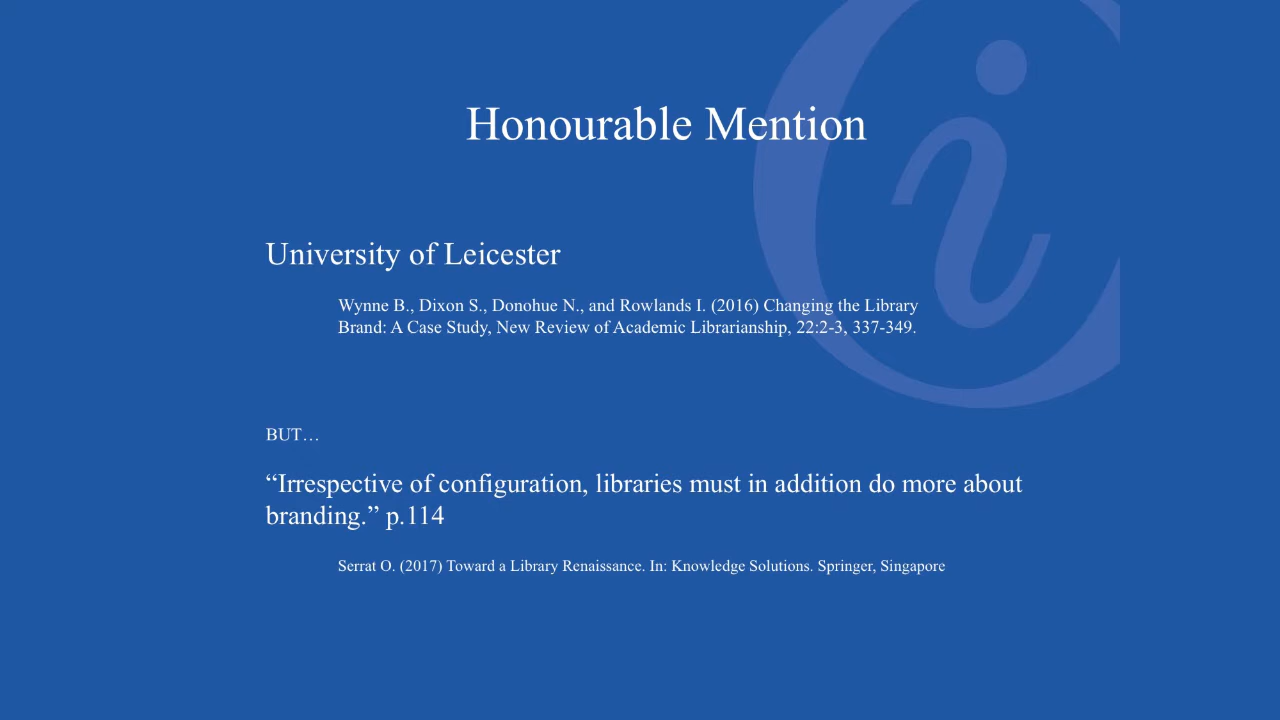 Honourable Mention
University of Leicester
Wynne B., Dixon S., Donohue N., and Rowlands I. (2016) Changing the Library
Brand: A Case Study, New Review of Academic Librarianship, 22:2-3, 337-349.
BUT…
“Irrespective of configuration, libraries must in addition do more about
branding.” p.114
Serrat O. (2017) Toward a Library Renaissance. In: Knowledge Solutions. Springer, Singapore